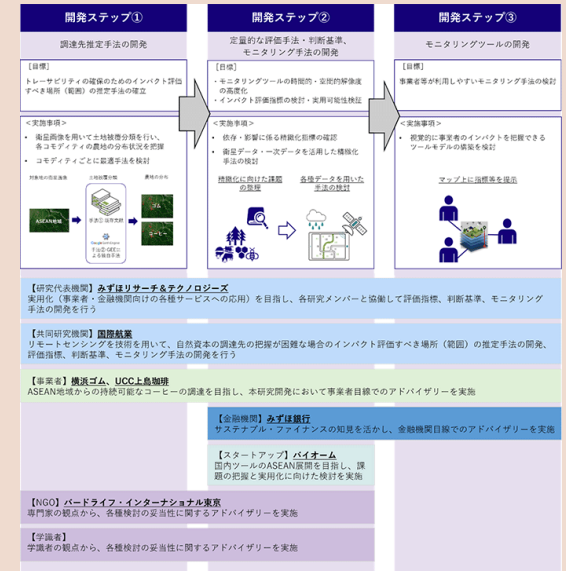 開発ステップ①
調達先推定手法の開発
［目標］
トレーサビリティの確保のためのインパクト評価
すべき場所（範囲）の推定手法の確立
＜実施事項＞
• 衛星画像を用いて土地被覆分類を行い、
各コモディティの農地の分布状況を把握
• コモディティごとに最適手法を検討
対象地の衛星画像
土地被覆分類
農地の分布
ASEAN地域
ゴム
コーヒー
開発ステップ②
定量的な評価手法・判断基準、
モニタリング手法の開発
［目標］
・モニタリングツールの時間的・空間的解像度
の高度化
・インパクト評価指標の検討・実用可能性検証
＜実施事項＞
• 依存・影響に係る精緻化指標の確認
• 衛星データ・一次データを活用した精緻化
手法の検討
精緻化に向けた課題
の整理
各種データを用いた
手法の検討
開発ステップ③
モニタリングツールの開発
［目標］
事業者等が利用しやすいモニタリング手法の検討
＜実施事項＞
• 視覚的に事業者のインパクトを把握できる
ツールモデルの構築を検討
マップ上に指標等を提示
【研究代表機関】みずほリサーチ＆テクノロジーズ
実用化（事業者・金融機関向けの各種サービスへの応用）を目指し、各研究メンバーと協働して評価指標、判断基準、モニタリング
手法の開発を行う
【共同研究機関】国際航業
リモートセンシングを技術を用いて、自然資本の調達先の把握が困難な場合のインパクト評価すべき場所（範囲）の推定手法の開発、
評価指標、判断基準、モニタリング手法の開発を行う
【事業者】横浜ゴム、UCC上島珈琲
ASEAN地域からの持続可能なコーヒーの調達を目指し、本研究開発において事業者目線でのアドバイザリーを実施
【金融機関】みずほ銀行
サステナブル・ファイナンスの知見を活かし、金融機関目線でのアドバイザリーを実施
【スタートアップ】バイオーム
国内ツールのASEAN展開を目指し、課
題の把握と実用化に向けた検討を実施
【NGO】バードライフ・インターナショナル東京
専門家の観点から、各種検討の妥当性に関するアドバイザリーを実施
【学識者】
学識者の観点から、各種検討の妥当性に関するアドバイザリーを実施